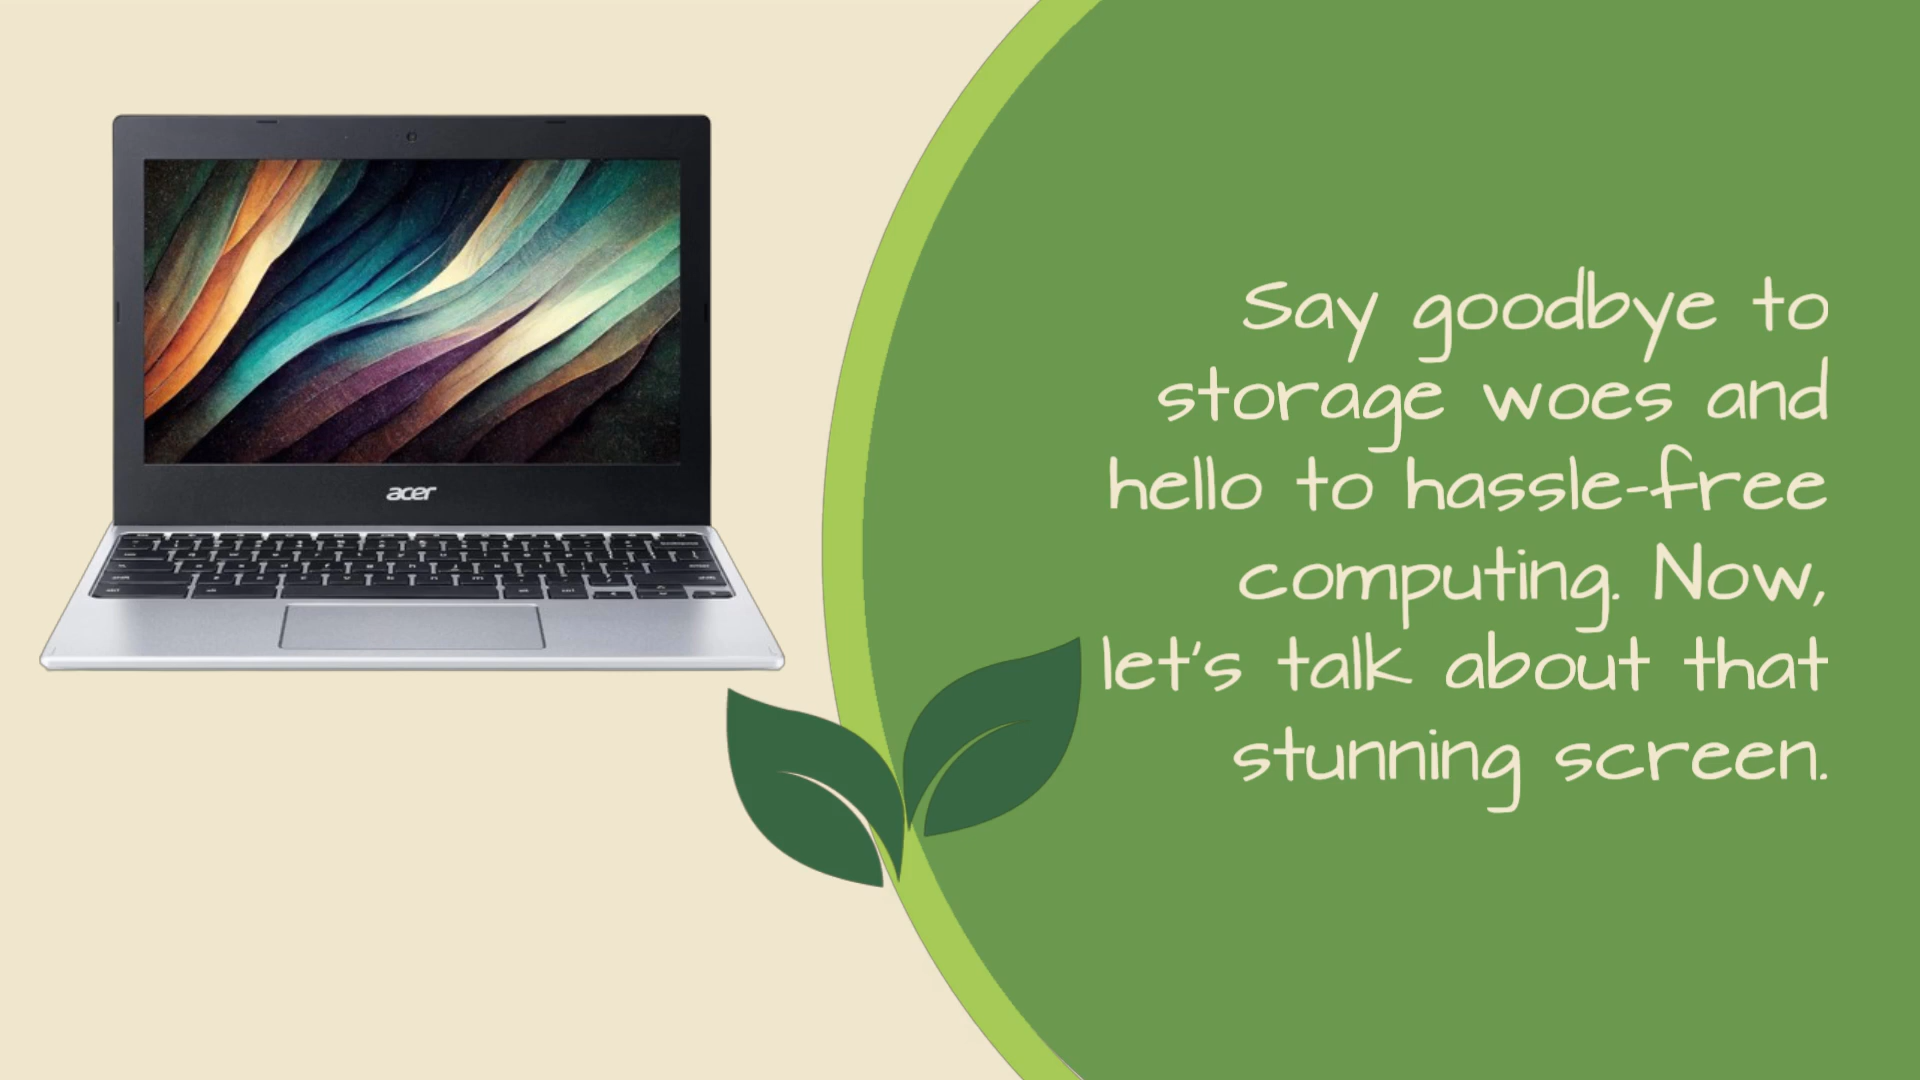 acer
Say goodbye to
storage woes and
hello to hassle-free
computing. Now,
let's talk about that
stunning screen.